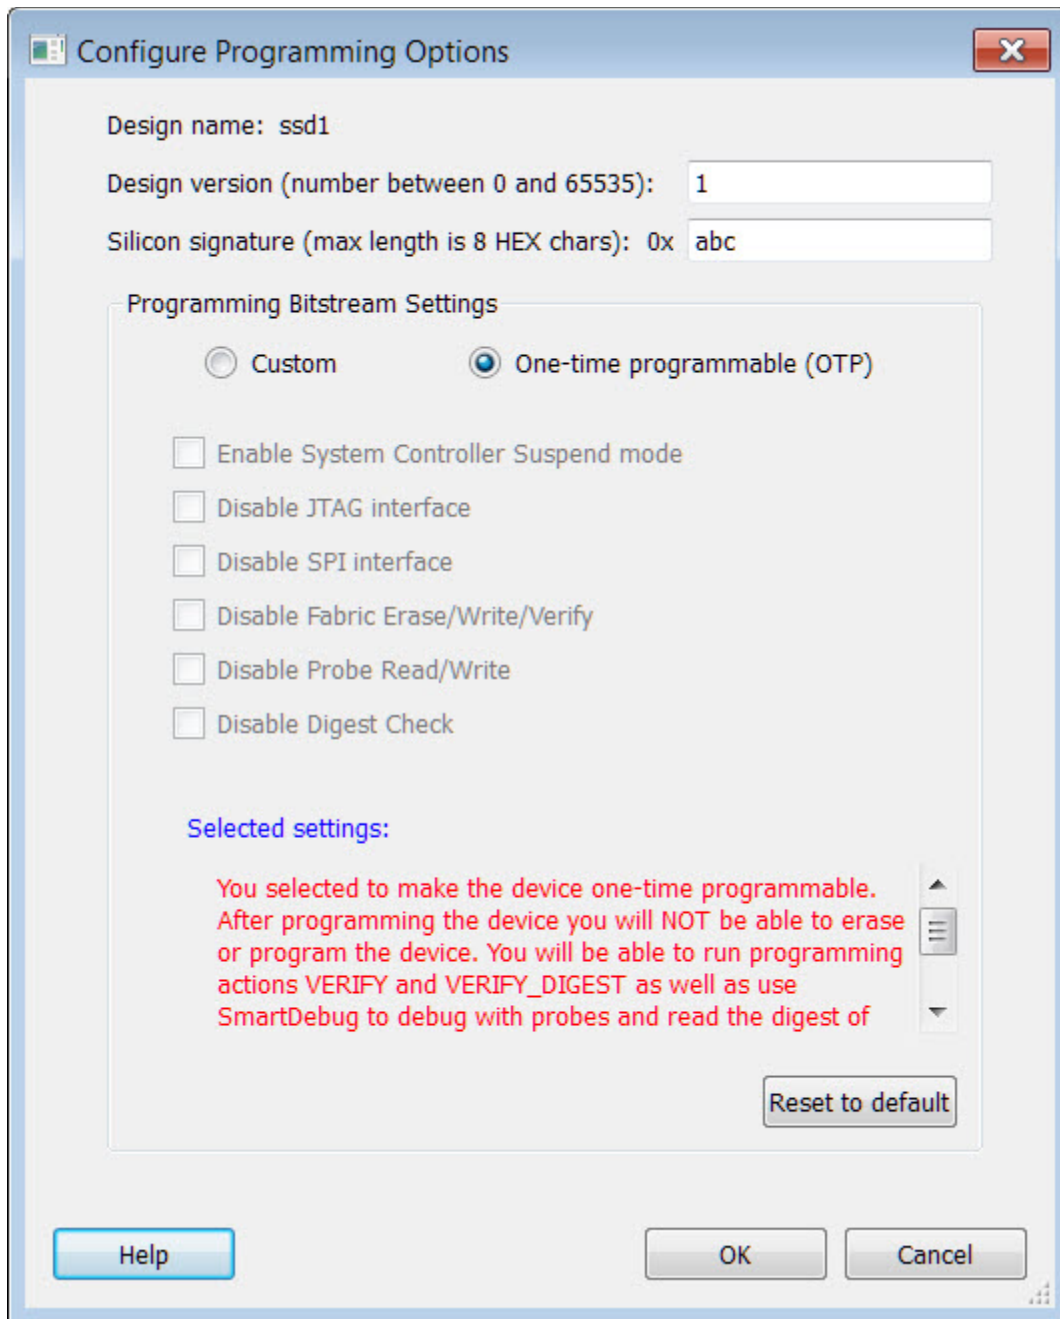 Configure Programming Options
Design name: ssd1
Design version (number between 0 and 65535): 1
Silicon signature (max length is 8 HEX chars): 0x abc
Programming Bitstream Settings
Custom One-time programmable (OTP)
Enable System Controller Suspend mode
Disable JTAG interface
Disable SPI interface
Disable Fabric Erase/Write/Verify
Disable Probe Read/Write
Disable Digest Check
Selected settings:
You selected to make the device one-time programmable.
After programming the device you will NOT be able to erase
or program the device. You will be able to run programming
actions VERIFY and VERIFY_DIGEST as well as use
SmartDebug to debug with probes and read the digest of
Reset to default
Help OK Cancel